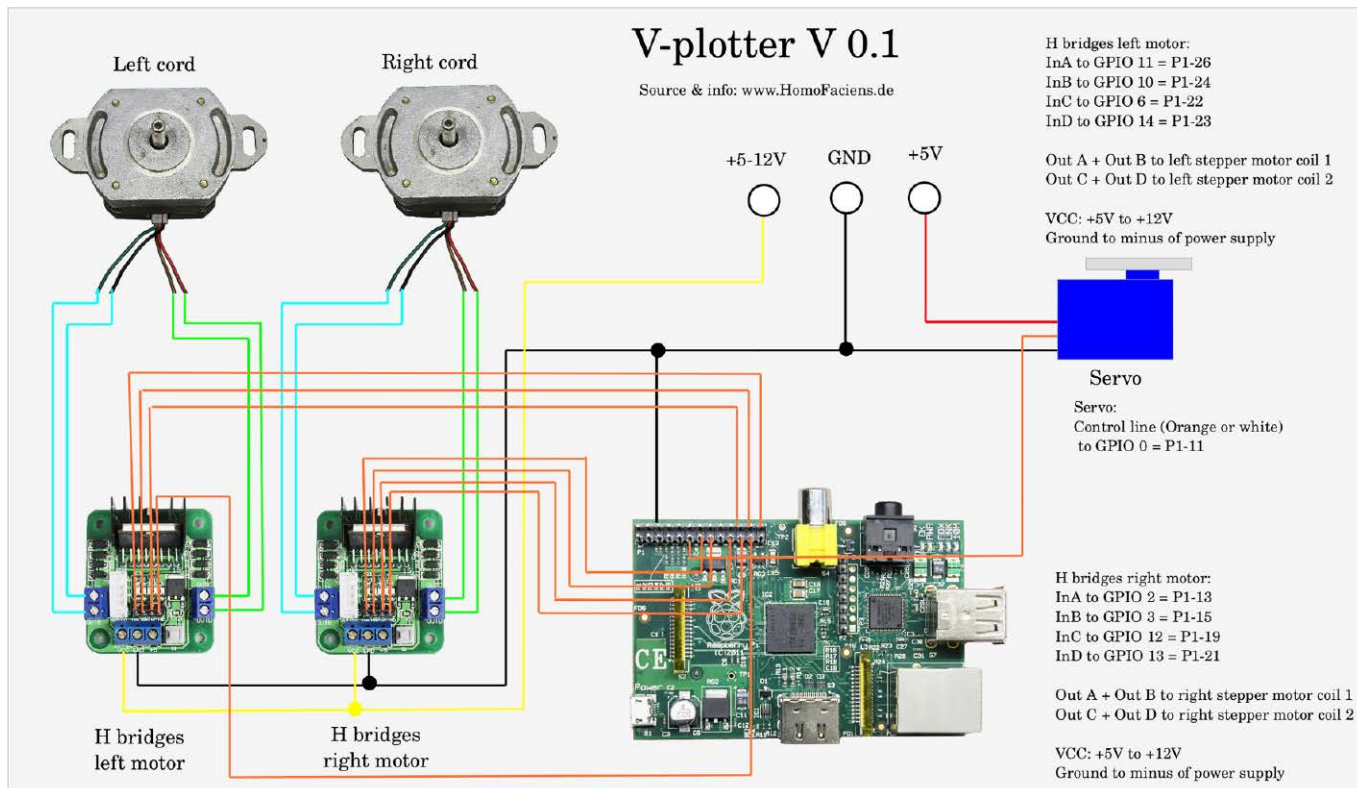 V-plotter V 0.1
Source & info: www.HomoFaciens.de
Left cord
Right cord
+5-12V
GND
+5V
H bridges left motor:
InA to GPIO 11 = P1-26
InB to GPIO 10 = P1-24
InC to GPIO 6 = P1-22
InD to GPIO 14 = P1-23
Out A + Out B to left stepper motor coil 1
Out C + Out D to left stepper motor coil 2
VCC: +5V to +12V
Ground to minus of power supply
Servo
Servo:
Control line (Orange or white)
to GPIO 0 = P1-11
H bridges right motor:
InA to GPIO 2 = P1-13
InB to GPIO 3 = P1-15
InC to GPIO 12 = P1-19
InD to GPIO 13 = P1-21
Out A + Out B to right stepper motor coil 1
Out C + Out D to right stepper motor coil 2
VCC: +5V to +12V
Ground to minus of power supply
H bridges
left motor
H bridges
right motor
Raspberry
CE
Power